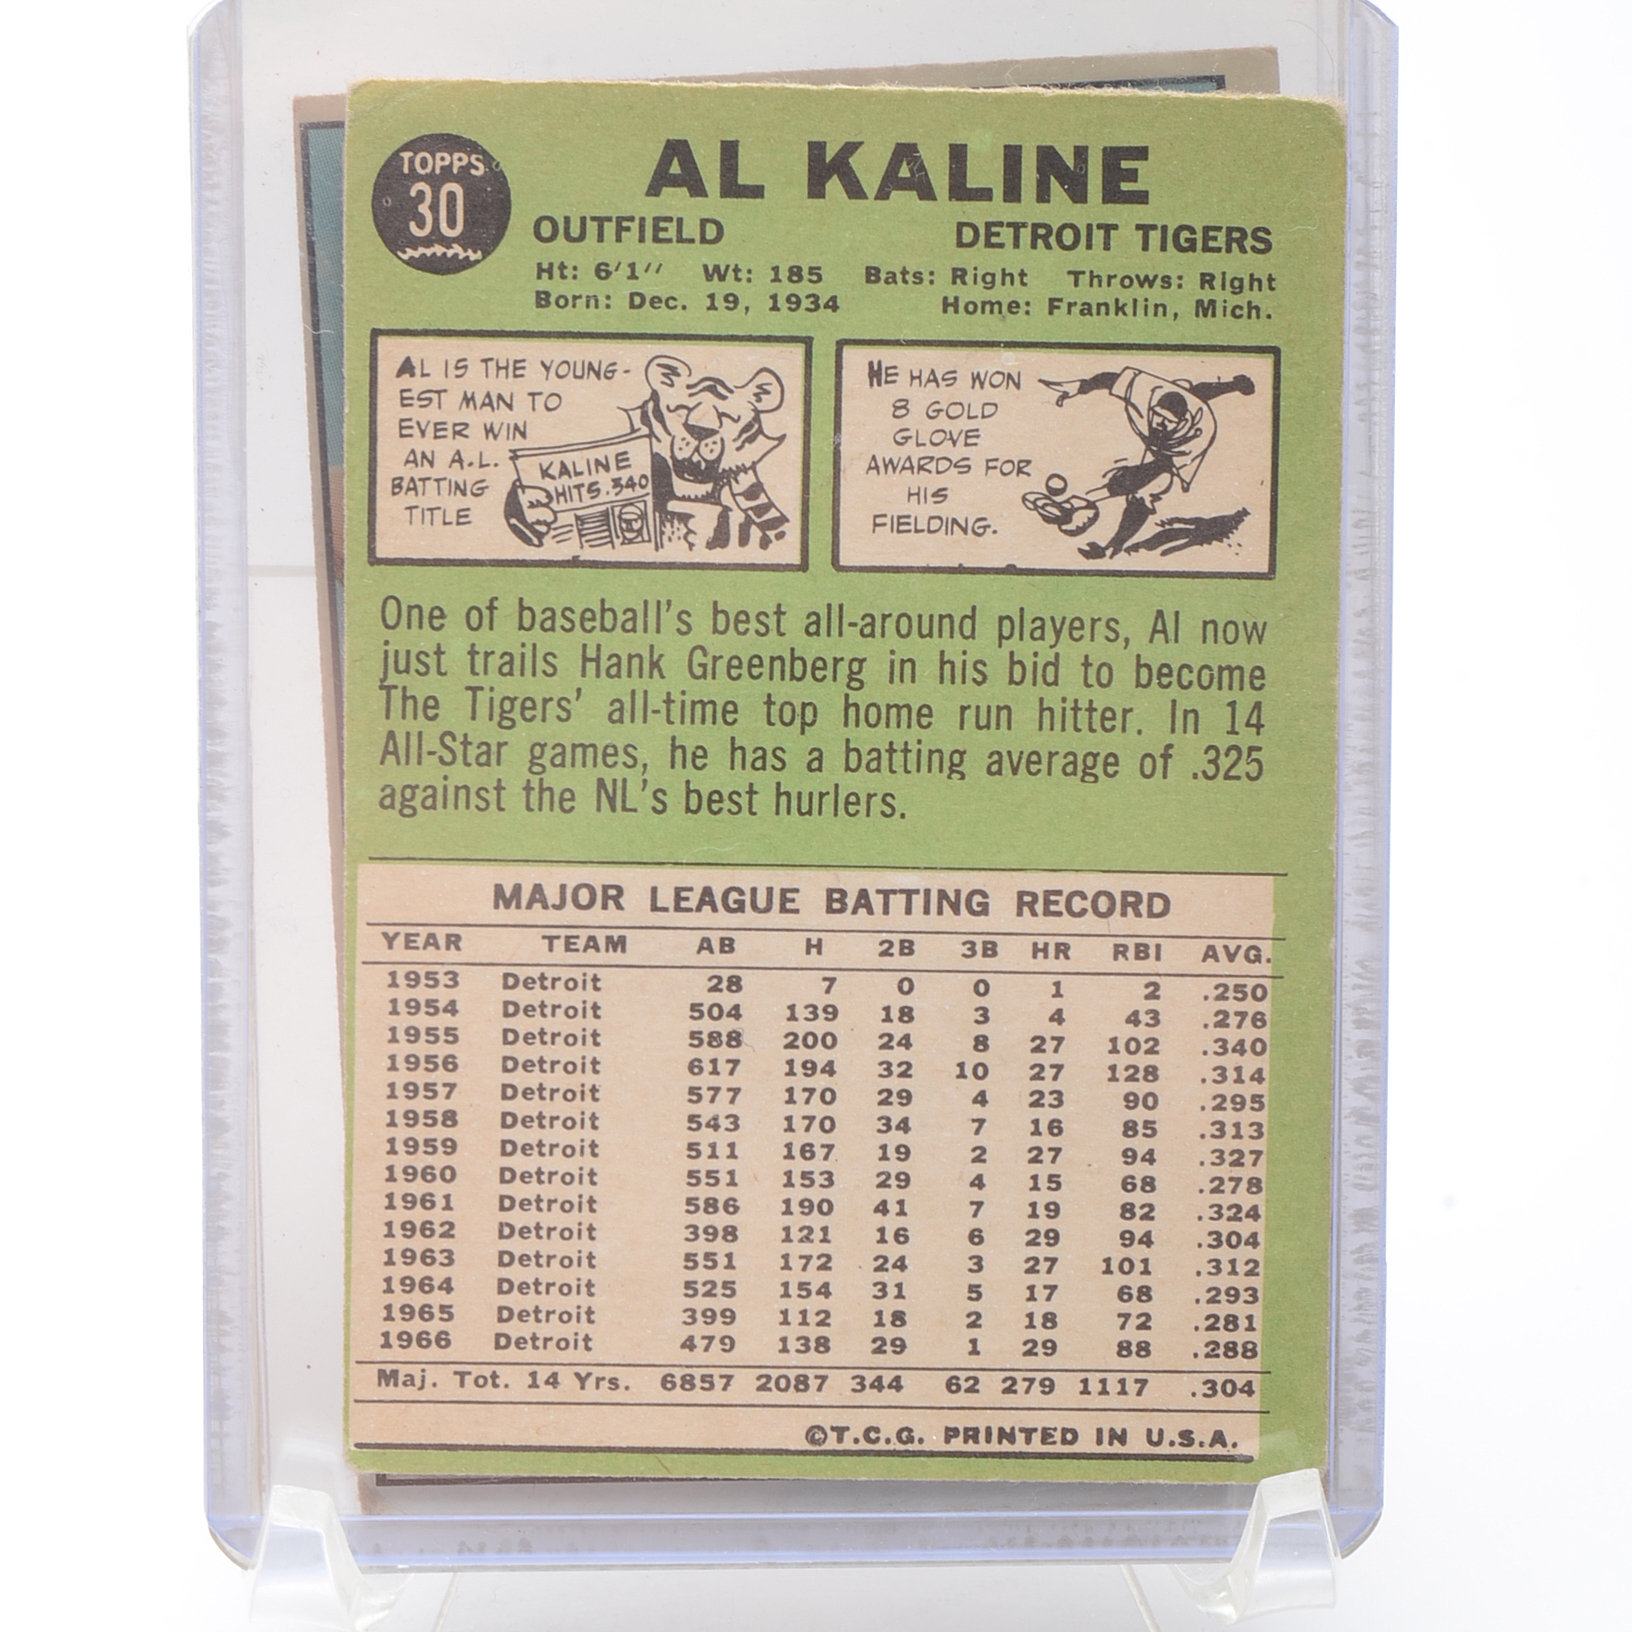 TOPPS
30
AL KALINE
OUTFIELD DETROIT TIGERS
Ht: 6'1" Wt: 185 Bats: Right Throws: Right
Born: Dec. 19, 1934 Home: Franklin, Mich.
AL IS THE YOUNG-
EST MAN TO
EVER WIN
AN A.L.
BATTING
TITLE
KALINE
HITS .340
HE HAS WON
8 GOLD
GLOVE
AWARDS FOR
HIS
FIELDING.
One of baseball's best all-around players, Al now
just trails Hank Greenberg in his bid to become
The Tigers' all-time top home run hitter. In 14
All-Star games, he has a batting average of .325
against the NL's best hurlers.
MAJOR LEAGUE BATTING RECORD
YEAR TEAM AB H 2B 3B HR RBI AVG.
1953 Detroit 28 7 0 0 1 2 .250
1954 Detroit 504 139 18 3 4 43 .276
1955 Detroit 588 200 24 8 27 102 .340
1956 Detroit 617 194 32 10 27 128 .314
1957 Detroit 577 170 29 4 23 90 .295
1958 Detroit 543 170 34 7 16 85 .313
1959 Detroit 511 167 19 2 27 94 .327
1960 Detroit 551 153 29 4 15 68 .278
1961 Detroit 586 190 41 7 19 82 .324
1962 Detroit 398 121 16 6 29 94 .304
1963 Detroit 551 172 24 3 27 101 .312
1964 Detroit 525 154 31 5 17 68 .293
1965 Detroit 399 112 18 2 18 72 .281
1966 Detroit 479 138 29 1 29 88 .288
Maj. Tot. 14 Yrs. 6857 2087 344 62 279 1117 .304
©T.C.G. PRINTED IN U.S.A.